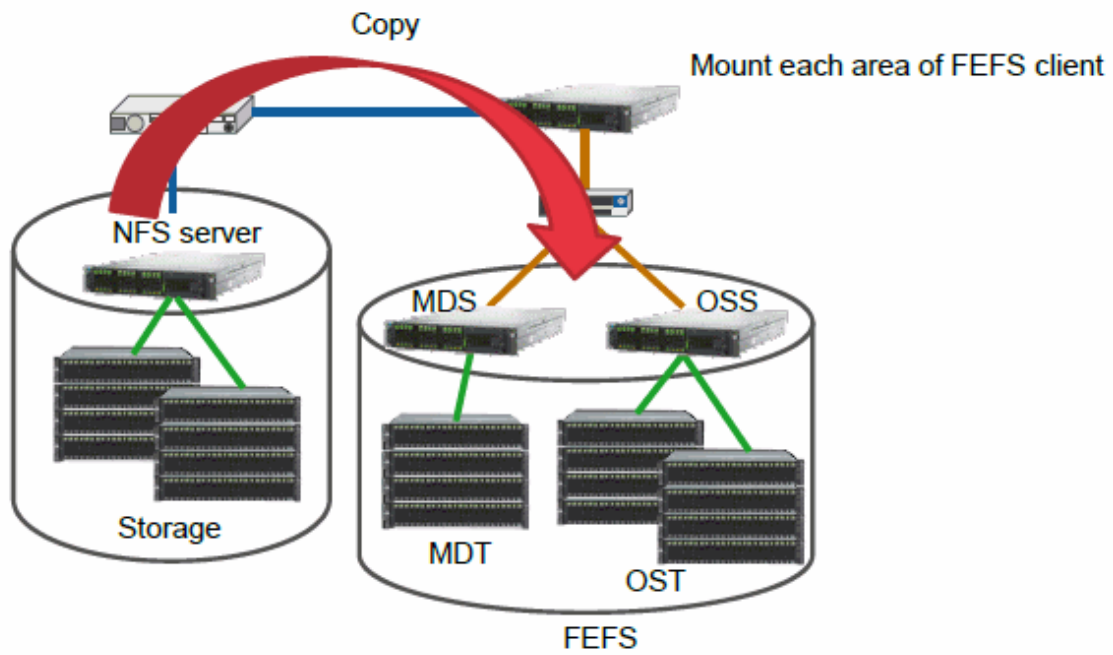 Copy
Mount each area of FEFS client
NFS server
MDS
OSS
Storage
MDT
OST
FEFS